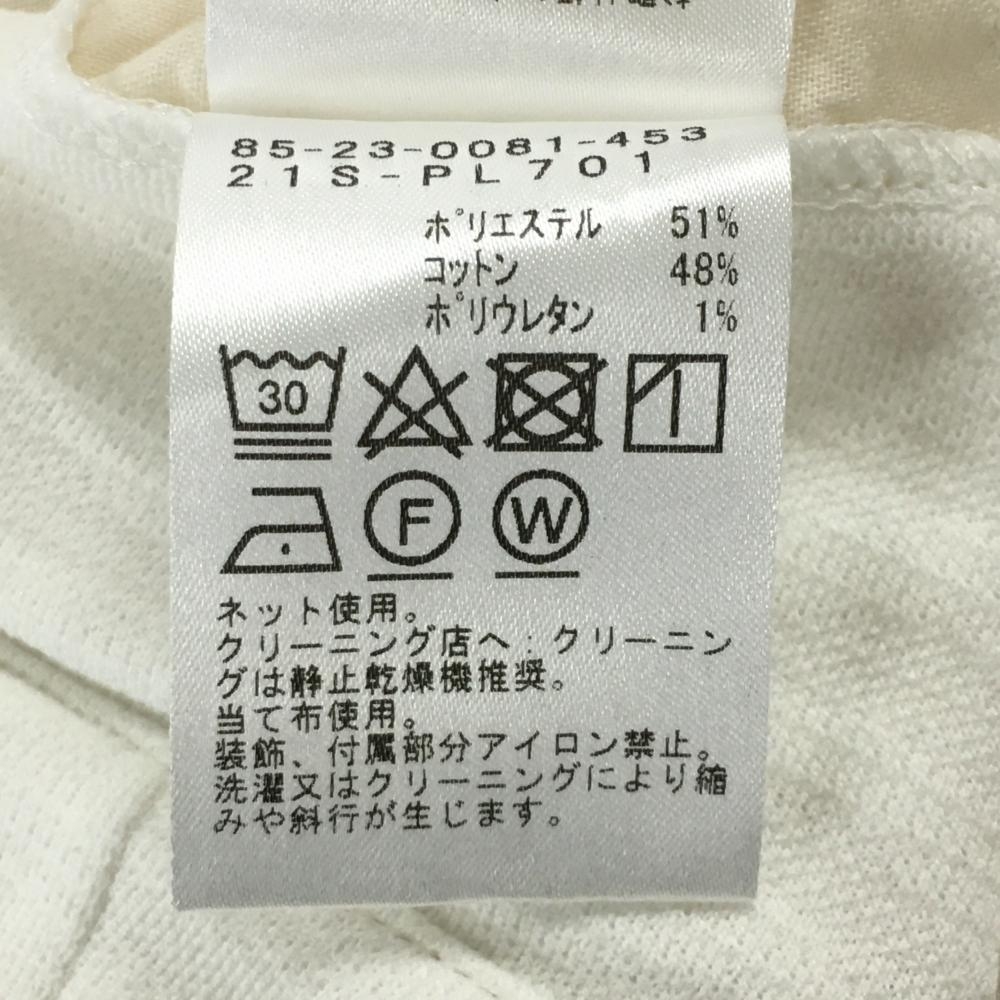 85-23-0081-453
21S-PL701
ポリエステル 51%
コットン 48%
ポリウレタン 1%
30
F W
ネット使用。
クリーニング店へ：クリーニン
グは静止乾燥機推奨。
当て布使用。
装飾、付属部分アイロン禁止。
洗濯又はクリーニングにより縮
みや斜行が生じます。